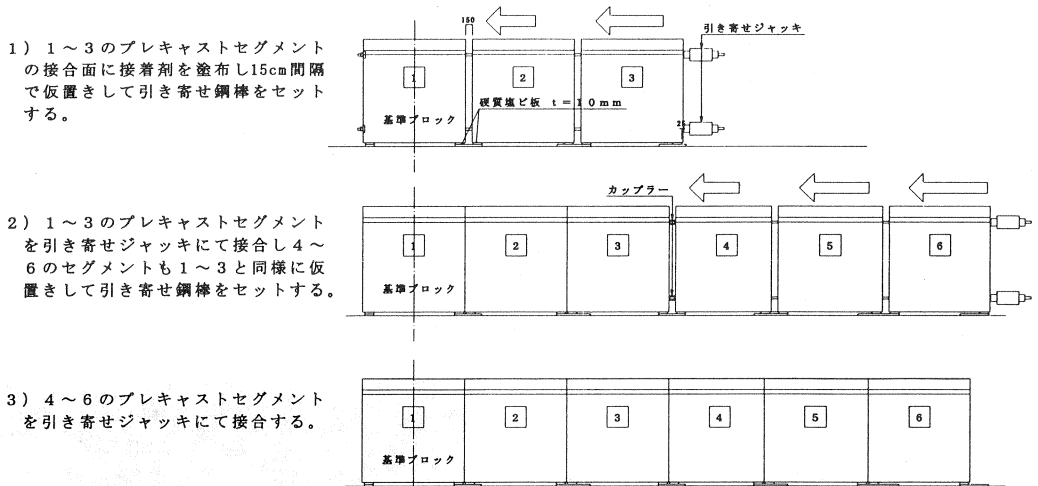 1) 1～3のプレキャストセグメント
の接合面に接着剤を塗布し15cm間隔
で仮置きして引き寄せ鋼棒をセット
する。
150
引き寄せジャッキ
1
2
3
硬質塩ビ板 t=10mm
基準ブロック
25
2) 1～3のプレキャストセグメント
を引き寄せジャッキにて接合し4～
6のセグメントも1～3と同様に仮
置きして引き寄せ鋼棒をセットする。
カップラー
1
2
3
4
5
6
基準ブロック
3) 4～6のプレキャストセグメント
を引き寄せジャッキにて接合する。
1
2
3
4
5
6
基準ブロック